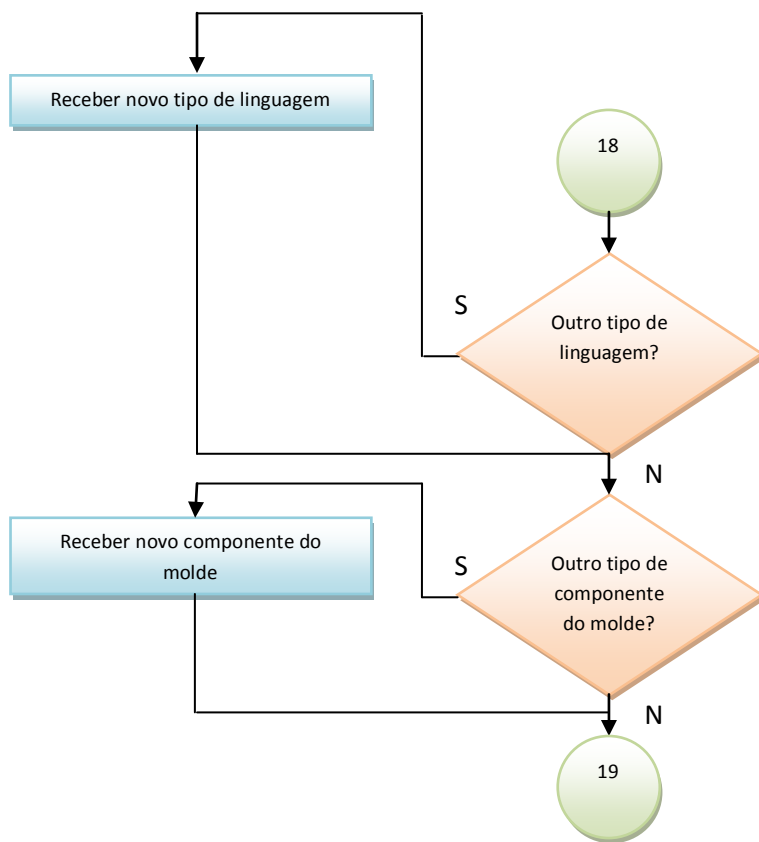 Receber novo tipo de linguagem
18
S
Outro tipo de
linguagem?
N
Receber novo componente do
molde
S
Outro tipo de
componente
do molde?
N
19